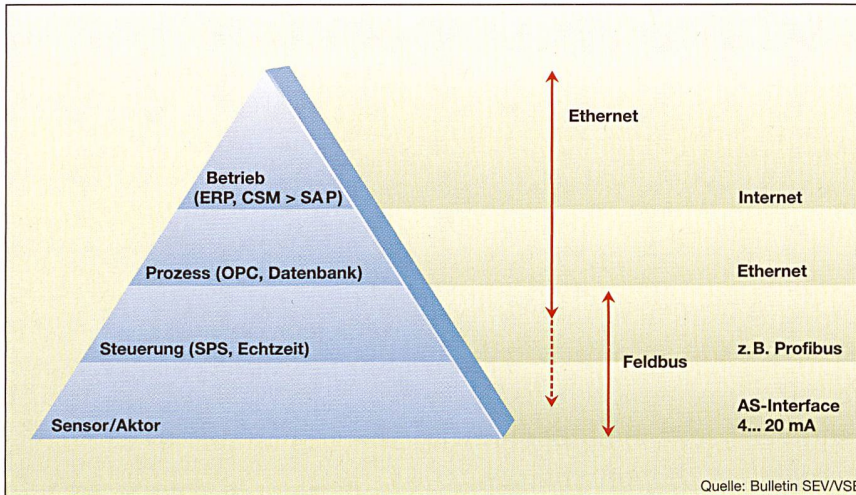 Ethernet
Betrieb
(ERP, CSM > SAP)
Internet
Prozess (OPC, Datenbank)
Ethernet
Steuerung (SPS, Echtzeit)
Feldbus
z.B. Profibus
Sensor/Aktor
AS-Interface
4... 20 mA
Quelle: Bulletin SEV/VSE